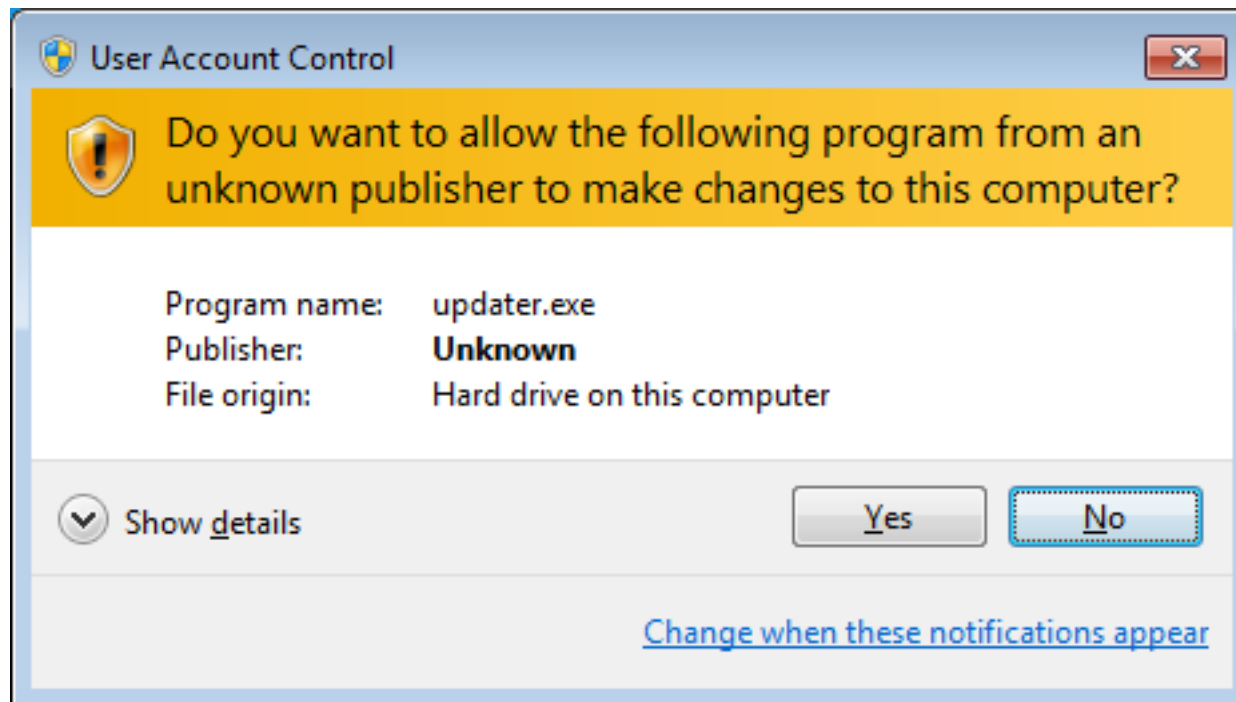 User Account Control
Do you want to allow the following program from an
unknown publisher to make changes to this computer?
Program name: updater.exe
Publisher: Unknown
File origin: Hard drive on this computer
Show details Yes No
Change when these notifications appear